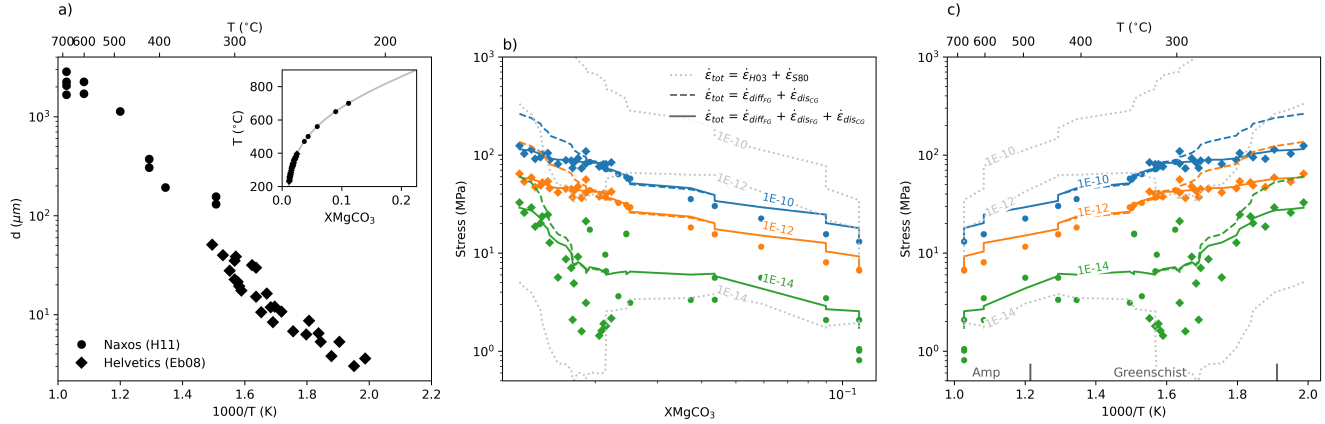 a)
T (°C)
700 600 500 400 300 200
10³
10²
10¹
d (μm)
1.0 1.2 1.4 1.6 1.8 2.0 2.2
1000/T (K)
Naxos (H11)
Helvetics (Eb08)
800
600
400
200
T (°C)
0.0 0.1 0.2
XMgCO₃
b)
10³
10²
10¹
10⁰
Stress (MPa)
10⁻¹
XMgCO₃
ε̇tot = ε̇H03 + ε̇S80
ε̇tot = ε̇diffFG + ε̇disCG
ε̇tot = ε̇diffFG + ε̇disFG + ε̇disCG
1E-10
1E-12
1E-10
1E-12
1E-14
1E-14
c)
T (°C)
700 600 500 400 300
10³
10²
10¹
10⁰
Stress (MPa)
1E-10
1E-10
1E-12
1E-12
1E-14
1E-14
Amp Greenschist
1.0 1.2 1.4 1.6 1.8 2.0
1000/T (K)